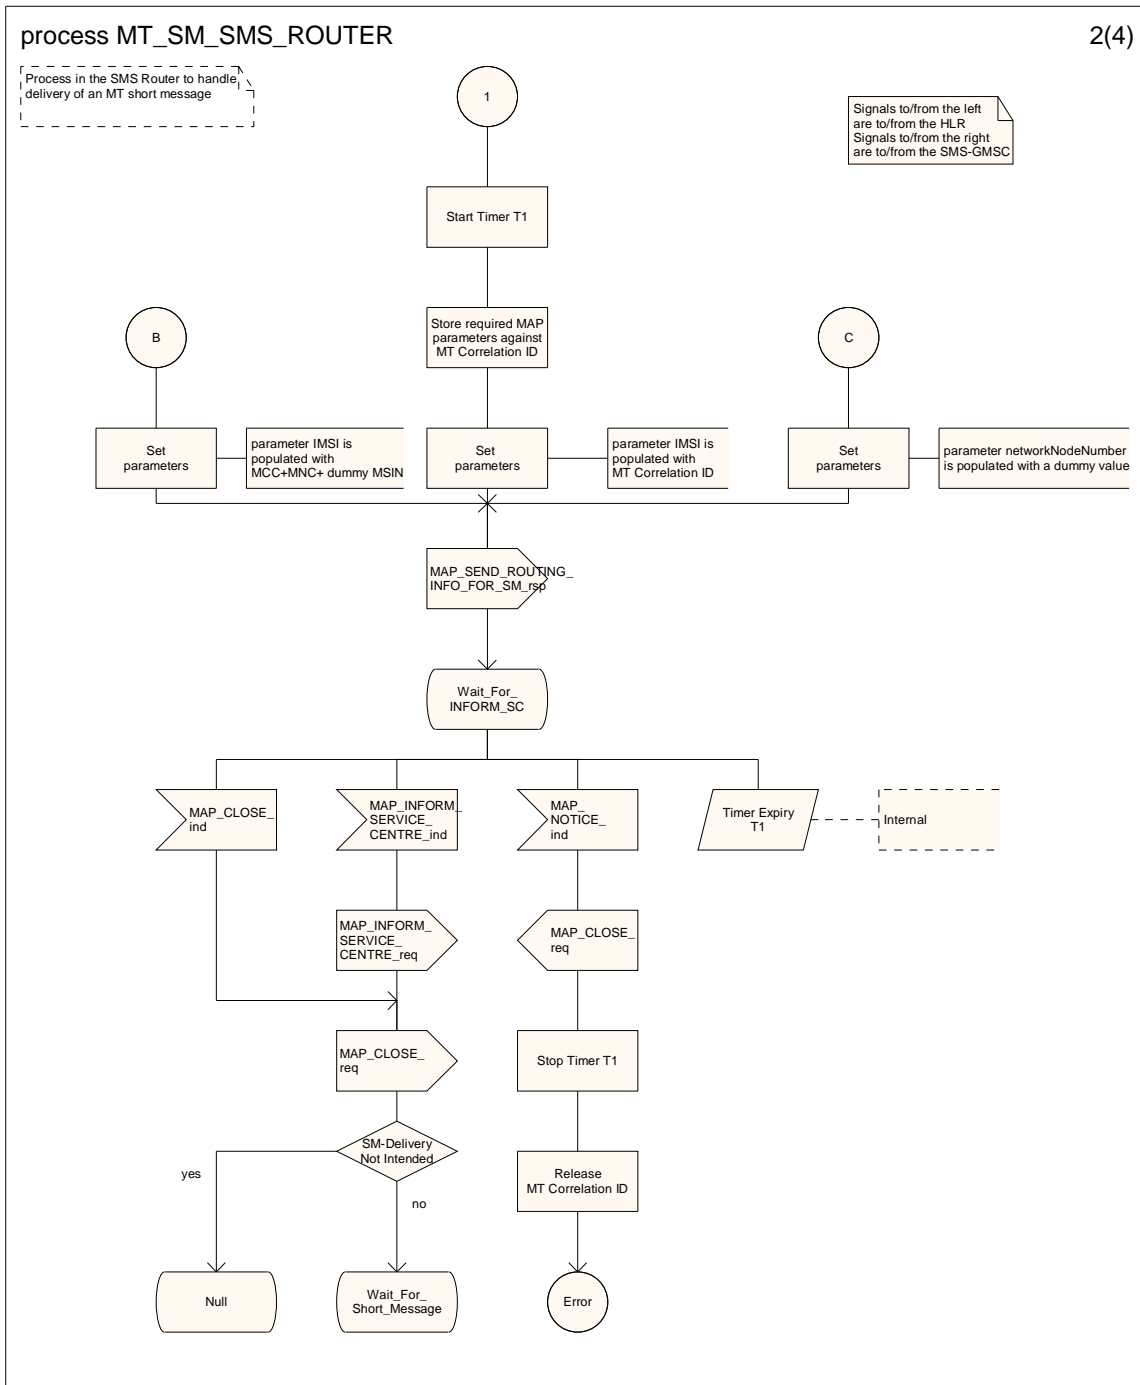 process MT_SM_SMS_ROUTER
2(4)
Process in the SMS Router to handle
delivery of an MT short message
1
Signals to/from the left
are to/from the HLR
Signals to/from the right
are to/from the SMS-GMSC
Start Timer T1
B
Store required MAP
parameters against
MT Correlation ID
C
Set
parameters
parameter IMSI is
populated with
MCC+MNC+ dummy MSIN
Set
parameters
parameter IMSI is
populated with
MT Correlation ID
Set
parameters
parameter networkNodeNumber
is populated with a dummy value
MAP_SEND_ROUTING_
INFO_FOR_SM_rsp
Wait_For_
INFORM_SC
MAP_CLOSE_
ind
MAP_INFORM_
SERVICE_
CENTRE_ind
MAP_
NOTICE_
ind
Timer Expiry
T1
Internal
MAP_INFORM_
SERVICE_
CENTRE_req
MAP_CLOSE_
req
MAP_CLOSE_
req
Stop Timer T1
SM-Delivery
Not Intended
yes
no
Release
MT Correlation ID
Null
Wait_For_
Short_Message
Error